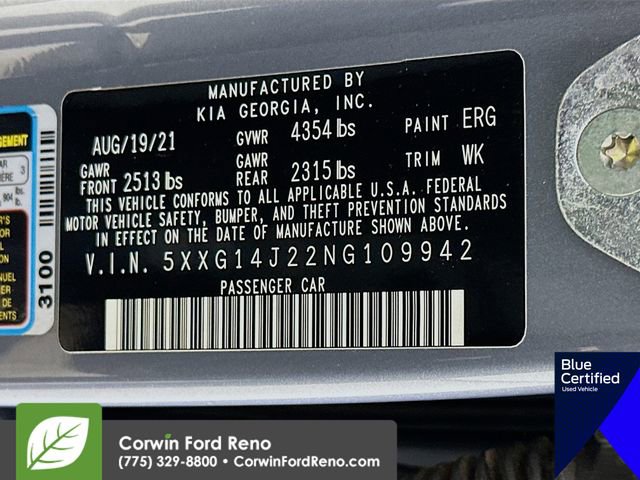 MANUFACTURED BY
KIA GEORGIA, INC.
AUG/19/21 GVWR 4354 lbs PAINT ERG
GAWR FRONT 2513 lbs GAWR REAR 2315 lbs TRIM WK
THIS VEHICLE CONFORMS TO ALL APPLICABLE U.S.A. FEDERAL
MOTOR VEHICLE SAFETY, BUMPER, AND THEFT PREVENTION STANDARDS
IN EFFECT ON THE DATE OF MANUFACTURE SHOWN ABOVE.
V.I.N. 5XXG14J22NG109942
PASSENGER CAR
3100
Blue
Certified
Used Vehicle
Corwin Ford Reno
(775) 329-8800 • CorwinFordReno.com